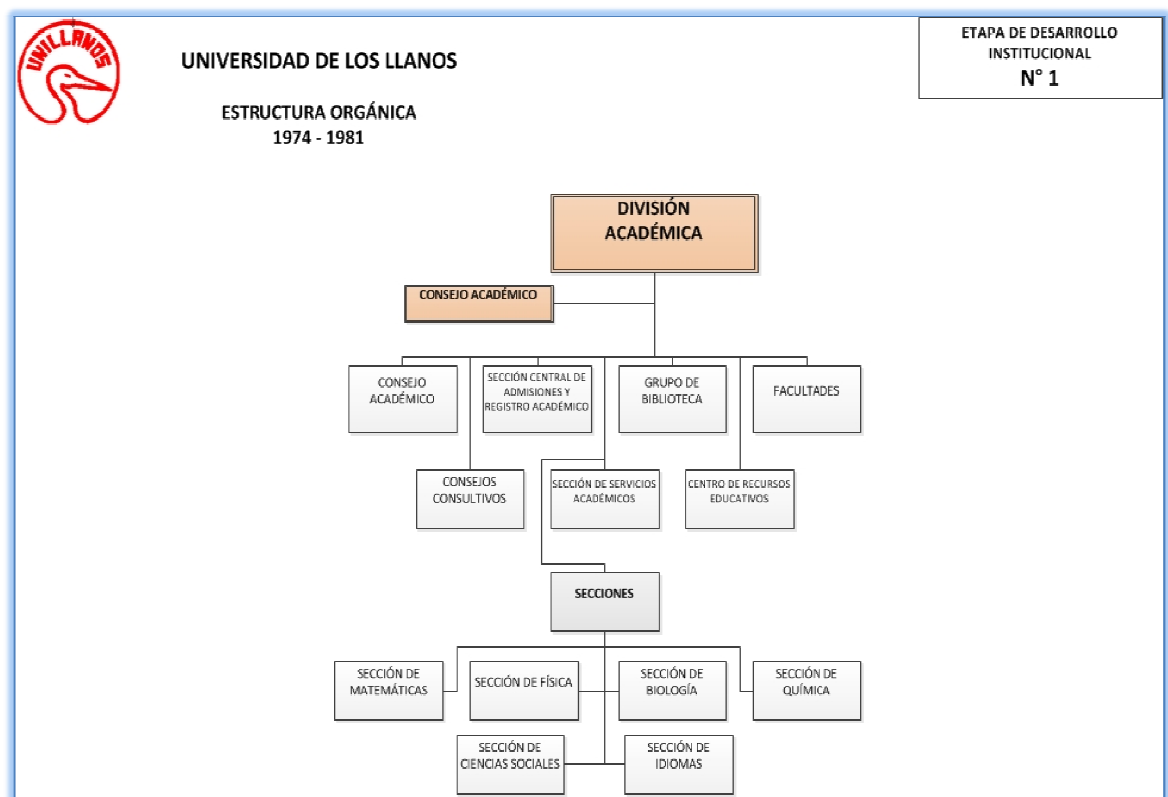 UNILLANOS
UNIVERSIDAD DE LOS LLANOS
ESTRUCTURA ORGÁNICA
1974 - 1981
ETAPA DE DESARROLLO
INSTITUCIONAL
N° 1
DIVISIÓN
ACADÉMICA
CONSEJO ACADÉMICO
CONSEJO
ACADÉMICO
SECCIÓN CENTRAL DE
ADMISIONES Y
REGISTRO ACADÉMICO
GRUPO DE
BIBLIOTECA
FACULTADES
CONSEJOS
CONSULTIVOS
SECCIÓN DE SERVICIOS
ACADÉMICOS
CENTRO DE RECURSOS
EDUCATIVOS
SECCIONES
SECCIÓN DE
MATEMÁTICAS
SECCIÓN DE FÍSICA
SECCIÓN DE
BIOLOGÍA
SECCIÓN DE
QUÍMICA
SECCIÓN DE
CIENCIAS SOCIALES
SECCIÓN DE
IDIOMAS